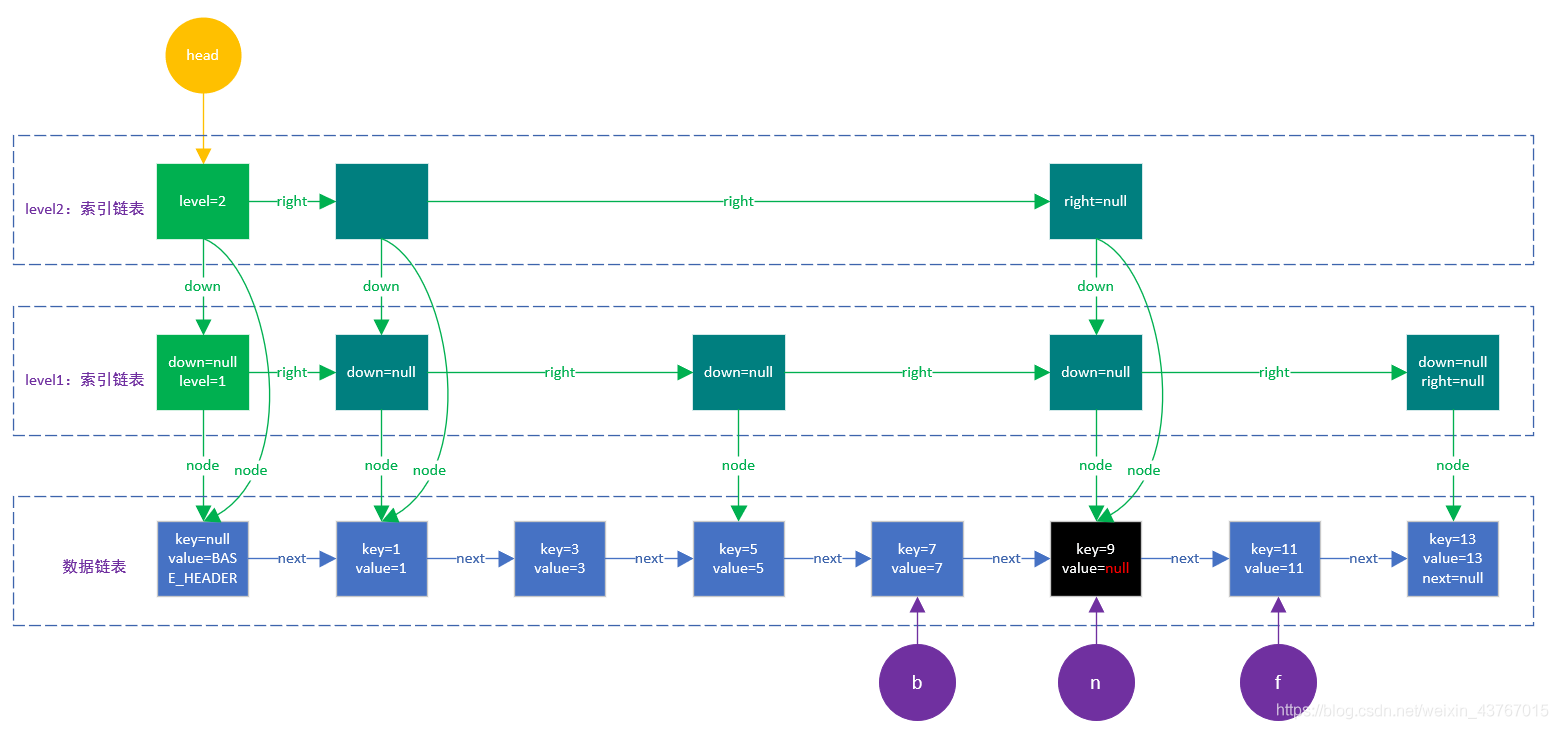 head
level2：索引链表
level=2
right
right
right=null
down
down
down
level1：索引链表
down=null
level=1
right
down=null
right
down=null
right
down=null
right
down=null
right=null
node
node
node
node
node
node
node
node
数据链表
key=null
value=BAS
E_HEADER
next
key=1
value=1
next
key=3
value=3
next
key=5
value=5
next
key=7
value=7
next
key=9
value=null
next
key=11
value=11
next
key=13
value=13
next=null
b
n
f
https://blog.csdn.net/weixin_43767015